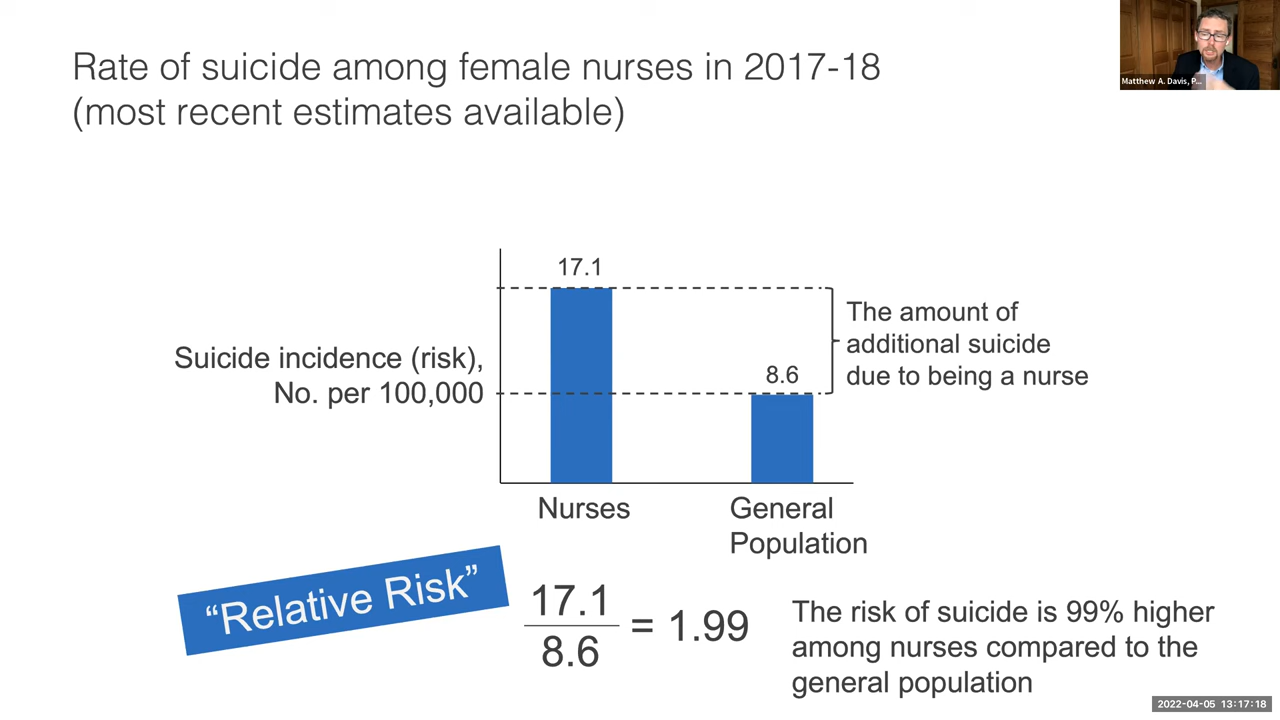 Rate of suicide among female nurses in 2017-18
(most recent estimates available)
Matthew A. Davis, P...
17.1
The amount of
additional suicide
due to being a nurse
Suicide incidence (risk),
No. per 100,000
8.6
Nurses
General
Population
“Relative Risk”
17.1
8.6
= 1.99
The risk of suicide is 99% higher
among nurses compared to the
general population
2022-04-05 13:17:18